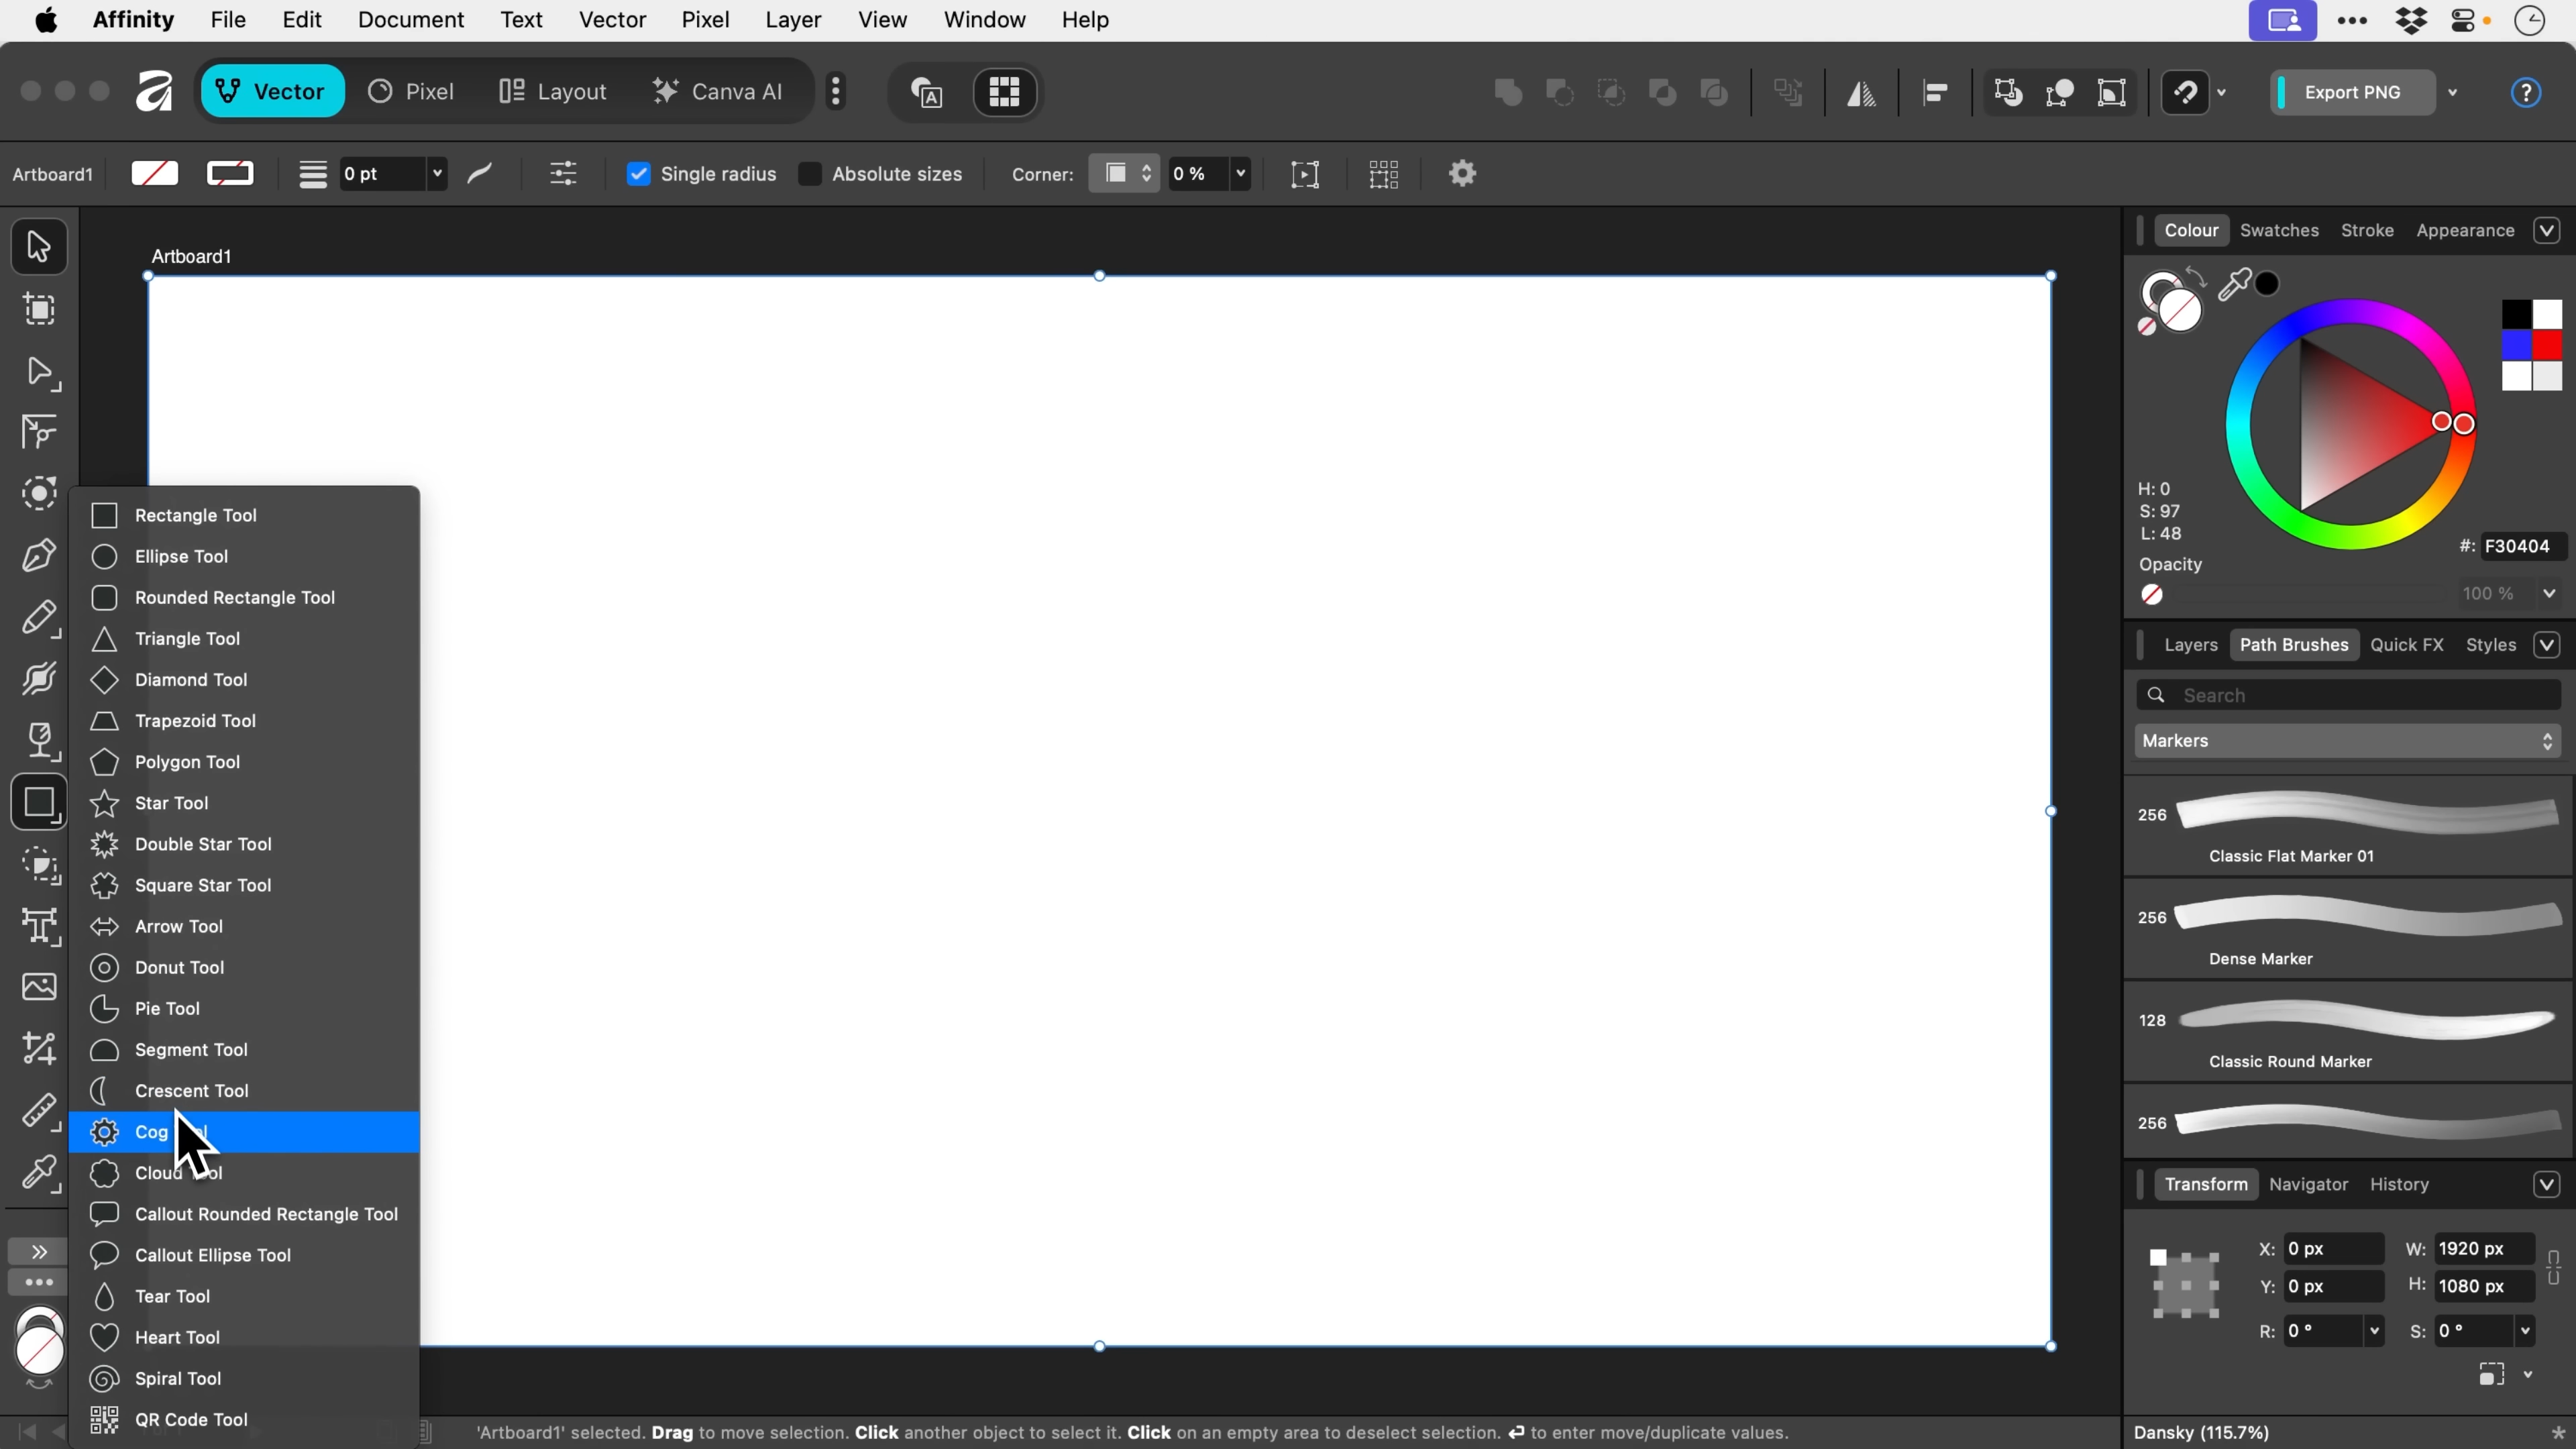 Affinity File Edit Document Text Vector Pixel Layer View Window Help
Vector Pixel Layout Canva AI Export PNG ?
Artboard1 0 pt Single radius Absolute sizes Corner: 0 %
Artboard1
Rectangle Tool
Ellipse Tool
Rounded Rectangle Tool
Triangle Tool
Diamond Tool
Trapezoid Tool
Polygon Tool
Star Tool
Double Star Tool
Square Star Tool
Arrow Tool
Donut Tool
Pie Tool
Segment Tool
Crescent Tool
Cog
Cloud
Callout Rounded Rectangle Tool
Callout Ellipse Tool
Tear Tool
Heart Tool
Spiral Tool
QR Code Tool
Colour Swatches Stroke Appearance
H: 0
S: 97
L: 48
#: F30404
Opacity
100 %
Layers Path Brushes Quick FX Styles
Search
Markers
256
Classic Flat Marker 01
256
Dense Marker
128
Classic Round Marker
256
Transform Navigator History
X: 0 px W: 1920 px
Y: 0 px H: 1080 px
R: 0 ° S: 0 °
'Artboard1' selected. Drag to move selection. Click another object to select it. Click on an empty area to deselect selection. ↵ to enter move/duplicate values.
Dansky (115.7%) *